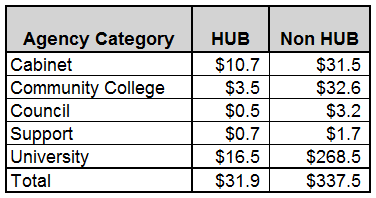 Agency Category HUB Non HUB
Cabinet $10.7 $31.5
Community College $3.5 $32.6
Council $0.5 $3.2
Support $0.7 $1.7
University $16.5 $268.5
Total $31.9 $337.5